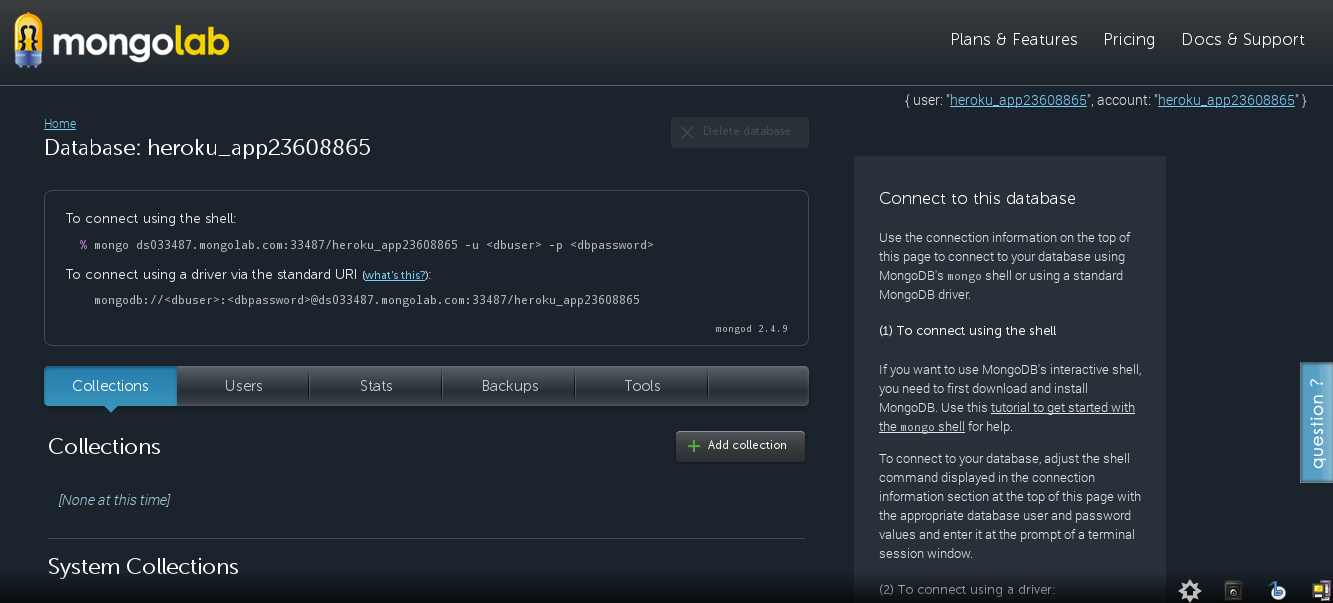 mongolab
Plans & Features
Pricing
Docs & Support
{ user: "heroku_app23608865", account: "heroku_app23608865" }
Home
Database: heroku_app23608865
Delete database
To connect using the shell:
% mongo ds033487.mongolab.com:33487/heroku_app23608865 -u <dbuser> -p <dbpassword>
To connect using a driver via the standard URI (what's this?):
mongodb://<dbuser>:<dbpassword>@ds033487.mongolab.com:33487/heroku_app23608865
mongod 2.4.9
Collections
Users
Stats
Backups
Tools
Collections
Add collection
[None at this time]
System Collections
Connect to this database
Use the connection information on the top of
this page to connect to your database using
MongoDB's mongo shell or using a standard
MongoDB driver.
(1) To connect using the shell
If you want to use MongoDB's interactive shell,
you need to first download and install
MongoDB. Use this tutorial to get started with
the mongo shell for help.
To connect to your database, adjust the shell
command displayed in the connection
information section at the top of this page with
the appropriate database user and password
values and enter it at the prompt of a terminal
session window.
(2) To connect using a driver:
question ?